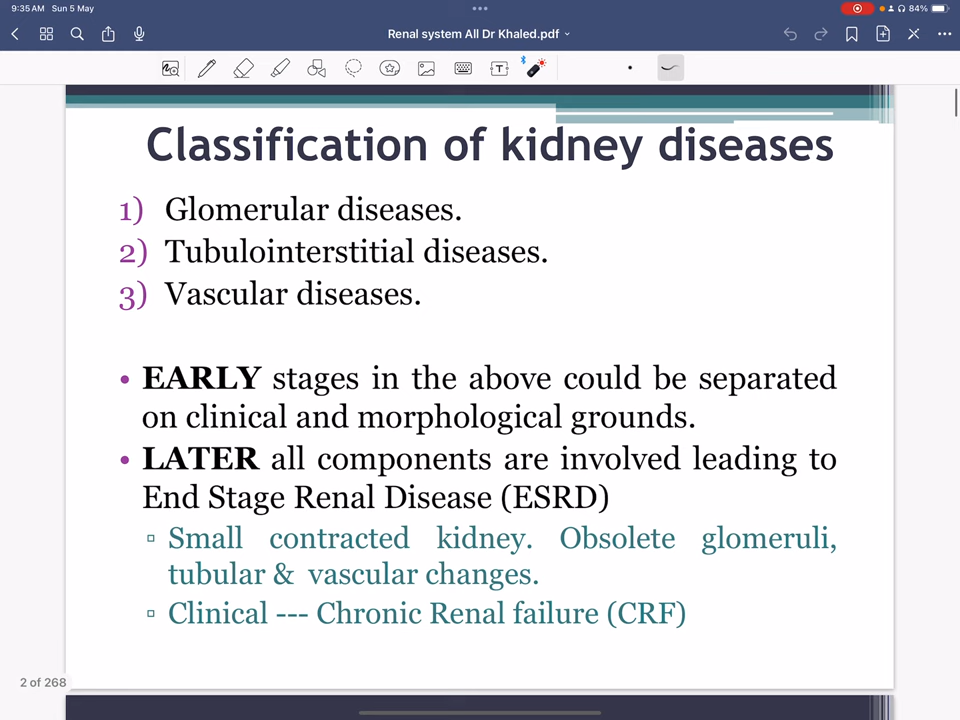 9:35 AM Sun 5 May
84%
Renal system All Dr Khaled.pdf
T
Classification of kidney diseases
1) Glomerular diseases.
2) Tubulointerstitial diseases.
3) Vascular diseases.
• EARLY stages in the above could be separated
on clinical and morphological grounds.
• LATER all components are involved leading to
End Stage Renal Disease (ESRD)
▫ Small contracted kidney. Obsolete glomeruli,
tubular & vascular changes.
▫ Clinical --- Chronic Renal failure (CRF)
2 of 268